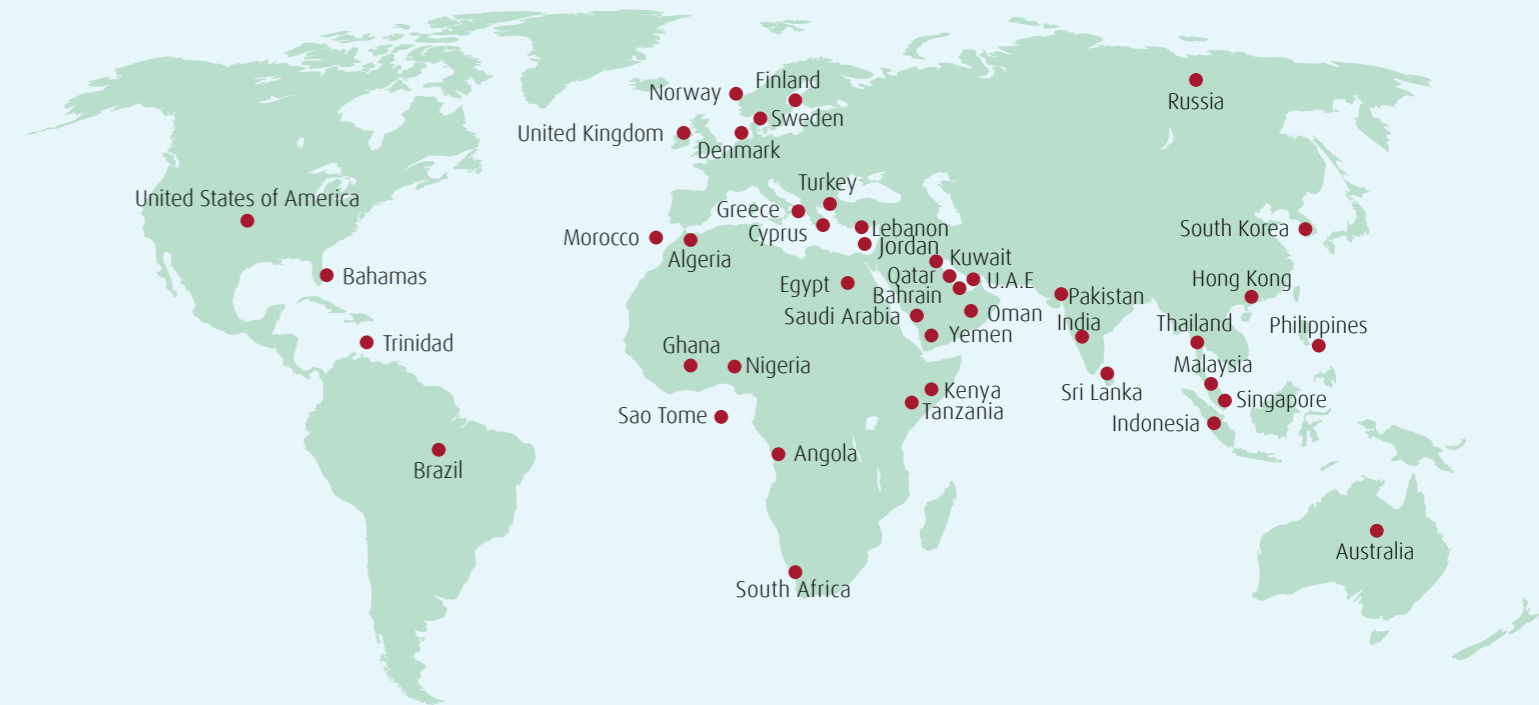 Finland
Norway
Russia
Sweden
United Kingdom
Denmark
Turkey
United States of America
Greece
Cyprus
Lebanon
South Korea
Morocco
Jordan
Algeria
Kuwait
Bahamas
Qatar
U.A.E
Hong Kong
Egypt
Bahrain
Pakistan
Saudi Arabia
Oman
India
Thailand
Philippines
Yemen
Trinidad
Ghana
Nigeria
Malaysia
Kenya
Sri Lanka
Singapore
Tanzania
Sao Tome
Indonesia
Angola
Brazil
Australia
South Africa